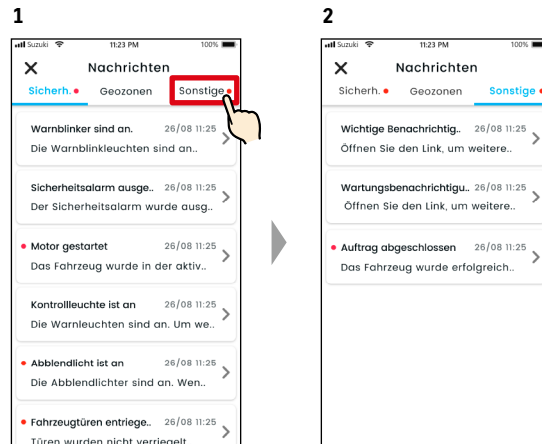 1
Suzuki 11:23 PM 100%
Nachrichten
Sicherh. Geozonen Sonstige
Warnblinker sind an. 26/08 11:25
Die Warnblinkleuchten sind an..
Sicherheitsalarm ausge.. 26/08 11:25
Der Sicherheitsalarm wurde ausg..
Motor gestartet 26/08 11:25
Das Fahrzeug wurde in der aktiv..
Kontrollleuchte ist an 26/08 11:25
Die Warnleuchten sind an. Um we..
Abblendlicht ist an 26/08 11:25
Die Abblendlichter sind an. Wen..
Fahrzeugtüren entriege.. 26/08 11:25
Türen wurden nicht verriegelt
2
Suzuki 11:23 PM 100%
Nachrichten
Sicherh. Geozonen Sonstige
Wichtige Benachrichtig.. 26/08 11:25
Öffnen Sie den Link, um weitere..
Wartungsbenachrichtigu.. 26/08 11:25
Öffnen Sie den Link, um weitere..
Auftrag abgeschlossen 26/08 11:25
Das Fahrzeug wurde erfolgreich..